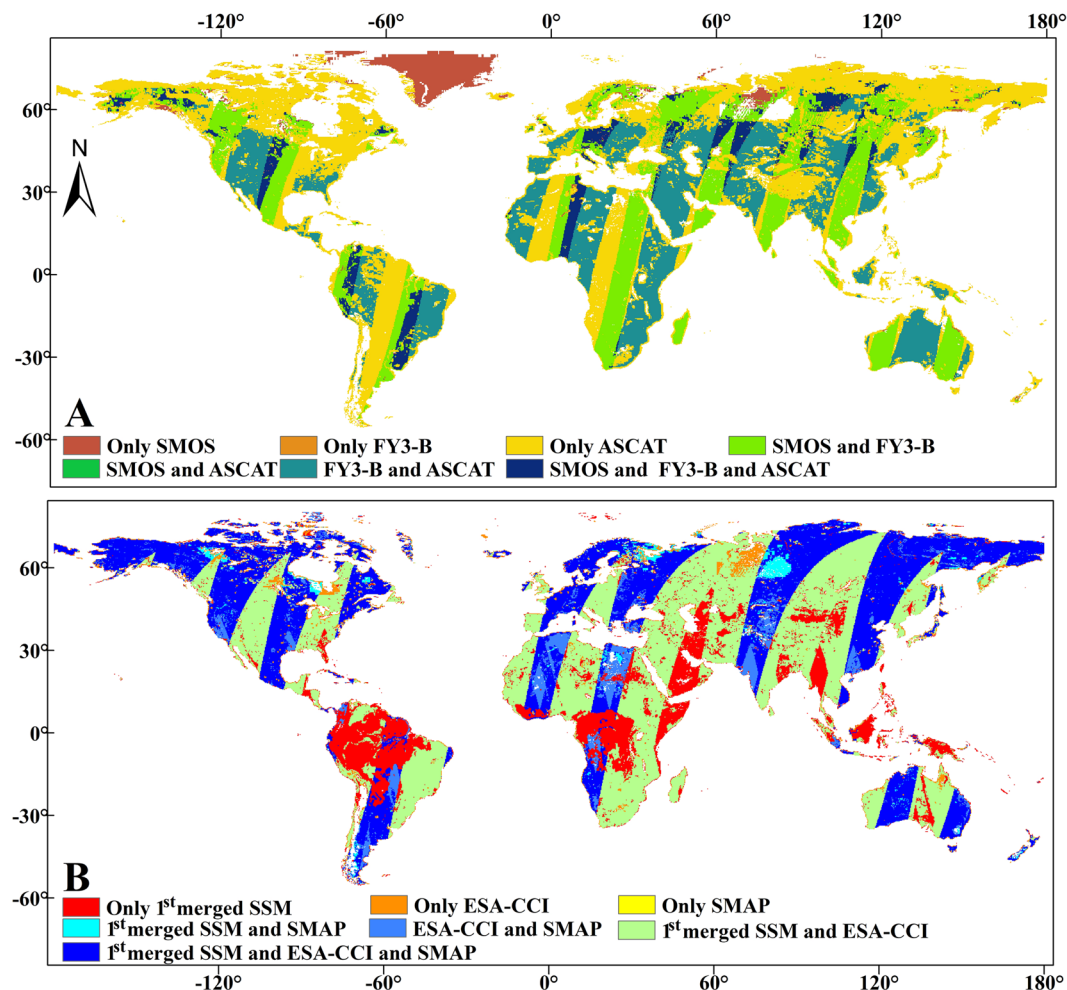 -120° -60° 0° 60° 120° 180°
60°
N
30°
0°
-30°
A
-60°
Only SMOS Only FY3-B Only ASCAT SMOS and FY3-B
SMOS and ASCAT FY3-B and ASCAT SMOS and FY3-B and ASCAT
60°
30°
0°
-30°
B
-60°
Only 1st merged SSM Only ESA-CCI Only SMAP
1st merged SSM and SMAP ESA-CCI and SMAP 1st merged SSM and ESA-CCI
1st merged SSM and ESA-CCI and SMAP
-120° -60° 0° 60° 120° 180°